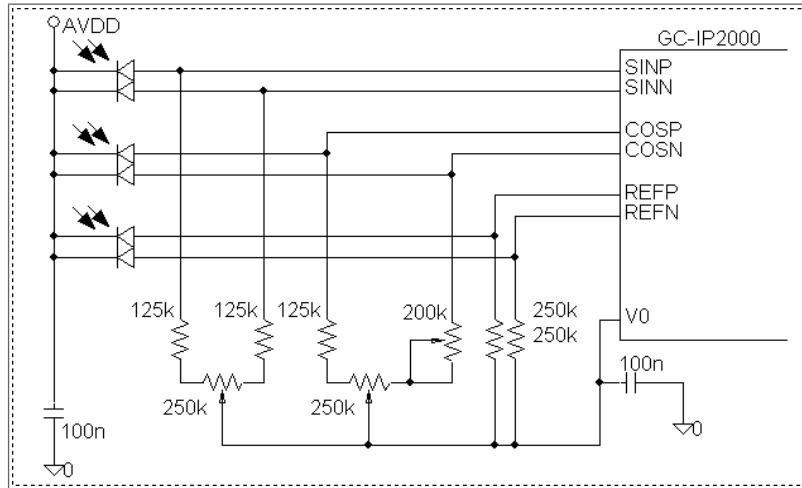 AVDD
GC-IP2000
SINP
SINN
COSP
COSN
REFP
REFN
125k
125k
125k
200k
250k
250k
V0
100n
250k
250k
100n
0
0